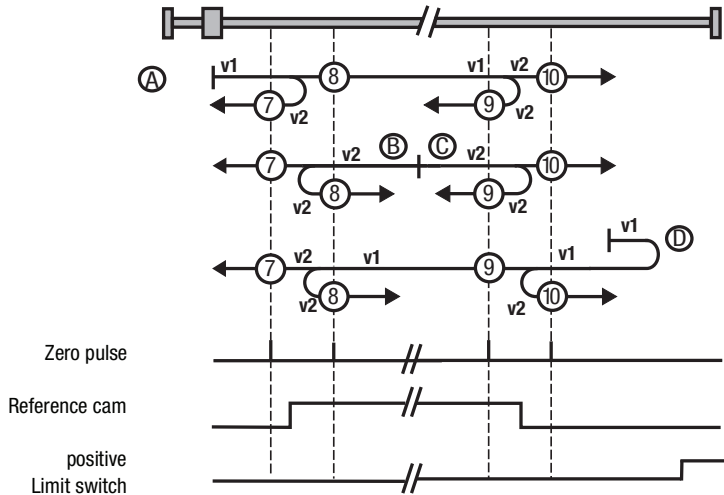 v1 8 v1 v2 10
A
7 v2 9 v2
7 v2 B C v2 10
v2 8 9 v2
v1 D
7 v2 v1 9 v1
v2 8 v2 10
Zero pulse
Reference cam
positive
Limit switch